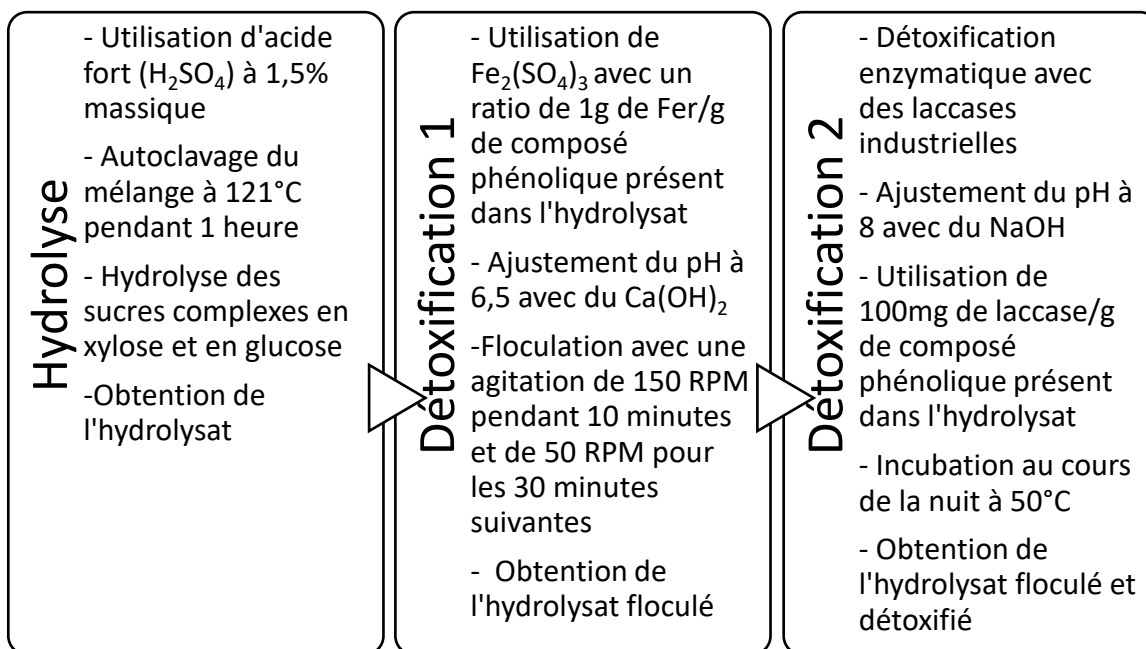 Hydrolyse
- Utilisation d'acide
fort (H₂SO₄) à 1,5%
massique
- Autoclavage du
mélange à 121°C
pendant 1 heure
- Hydrolyse des
sucres complexes en
xylose et en glucose
-Obtention de
l'hydrolysat
Détoxification 1
- Utilisation de
Fe₂(SO₄)₃ avec un
ratio de 1g de Fer/g
de composé
phénolique présent
dans l'hydrolysat
- Ajustement du pH à
6,5 avec du Ca(OH)₂
-Floculation avec une
agitation de 150 RPM
pendant 10 minutes
et de 50 RPM pour
les 30 minutes
suivantes
- Obtention de
l'hydrolysat floculé
Détoxification 2
- Détoxification
enzymatique avec
des laccases
industrielles
- Ajustement du pH à
8 avec du NaOH
- Utilisation de
100mg de laccase/g
de composé
phénolique présent
dans l'hydrolysat
- Incubation au cours
de la nuit à 50°C
- Obtention de
l'hydrolysat floculé et
détoxifié